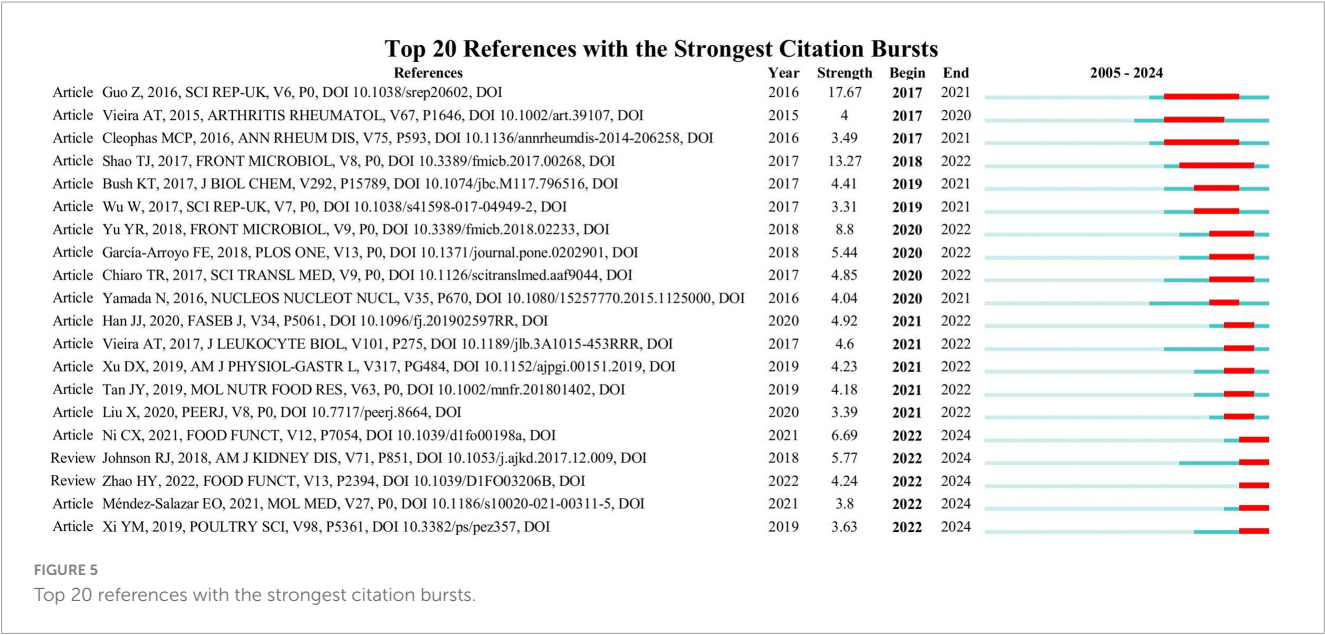 Top 20 References with the Strongest Citation Bursts
References Year Strength Begin End 2005 - 2024
Article Guo Z, 2016, SCI REP-UK, V6, P0, DOI 10.1038/srep20602, DOI 2016 17.67 2017 2021
Article Vieira AT, 2015, ARTHRITIS RHEUMATOL, V67, P1646, DOI 10.1002/art.39107, DOI 2015 4 2017 2020
Article Cleophas MCP, 2016, ANN RHEUM DIS, V75, P593, DOI 10.1136/annrheumdis-2014-206258, DOI 2016 3.49 2017 2021
Article Shao TJ, 2017, FRONT MICROBIOL, V8, P0, DOI 10.3389/fmicb.2017.00268, DOI 2017 13.27 2018 2022
Article Bush KT, 2017, J BIOL CHEM, V292, P15789, DOI 10.1074/jbc.M117.796516, DOI 2017 4.41 2019 2021
Article Wu W, 2017, SCI REP-UK, V7, P0, DOI 10.1038/s41598-017-04949-2, DOI 2017 3.31 2019 2021
Article Yu YR, 2018, FRONT MICROBIOL, V9, P0, DOI 10.3389/fmicb.2018.02233, DOI 2018 8.8 2020 2022
Article García-Arroyo FE, 2018, PLOS ONE, V13, P0, DOI 10.1371/journal.pone.0202901, DOI 2018 5.44 2020 2022
Article Chiaro TR, 2017, SCI TRANSL MED, V9, P0, DOI 10.1126/scitranslmed.aaf9044, DOI 2017 4.85 2020 2022
Article Yamada N, 2016, NUCLEOS NUCLEOT NUCL, V35, P670, DOI 10.1080/15257770.2015.1125000, DOI 2016 4.04 2020 2021
Article Han JJ, 2020, FASEB J, V34, P5061, DOI 10.1096/fj.201902597RR, DOI 2020 4.92 2021 2022
Article Vieira AT, 2017, J LEUKOCYTE BIOL, V101, P275, DOI 10.1189/jlb.3A1015-453RRR, DOI 2017 4.6 2021 2022
Article Xu DX, 2019, AM J PHYSIOL-GASTR L, V317, PG484, DOI 10.1152/ajpgi.00151.2019, DOI 2019 4.23 2021 2022
Article Tan JY, 2019, MOL NUTR FOOD RES, V63, P0, DOI 10.1002/mnfr.201801402, DOI 2019 4.18 2021 2022
Article Liu X, 2020, PEERJ, V8, P0, DOI 10.7717/peerj.8664, DOI 2020 3.39 2021 2022
Article Ni CX, 2021, FOOD FUNCT, V12, P7054, DOI 10.1039/d1fo00198a, DOI 2021 6.69 2022 2024
Review Johnson RJ, 2018, AM J KIDNEY DIS, V71, P851, DOI 10.1053/j.ajkd.2017.12.009, DOI 2018 5.77 2022 2024
Review Zhao HY, 2022, FOOD FUNCT, V13, P2394, DOI 10.1039/D1FO03206B, DOI 2022 4.24 2022 2024
Article Méndez-Salazar EO, 2021, MOL MED, V27, P0, DOI 10.1186/s10020-021-00311-5, DOI 2021 3.8 2022 2024
Article Xi YM, 2019, POULTRY SCI, V98, P5361, DOI 10.3382/ps/pez357, DOI 2019 3.63 2022 2024
FIGURE 5
Top 20 references with the strongest citation bursts.